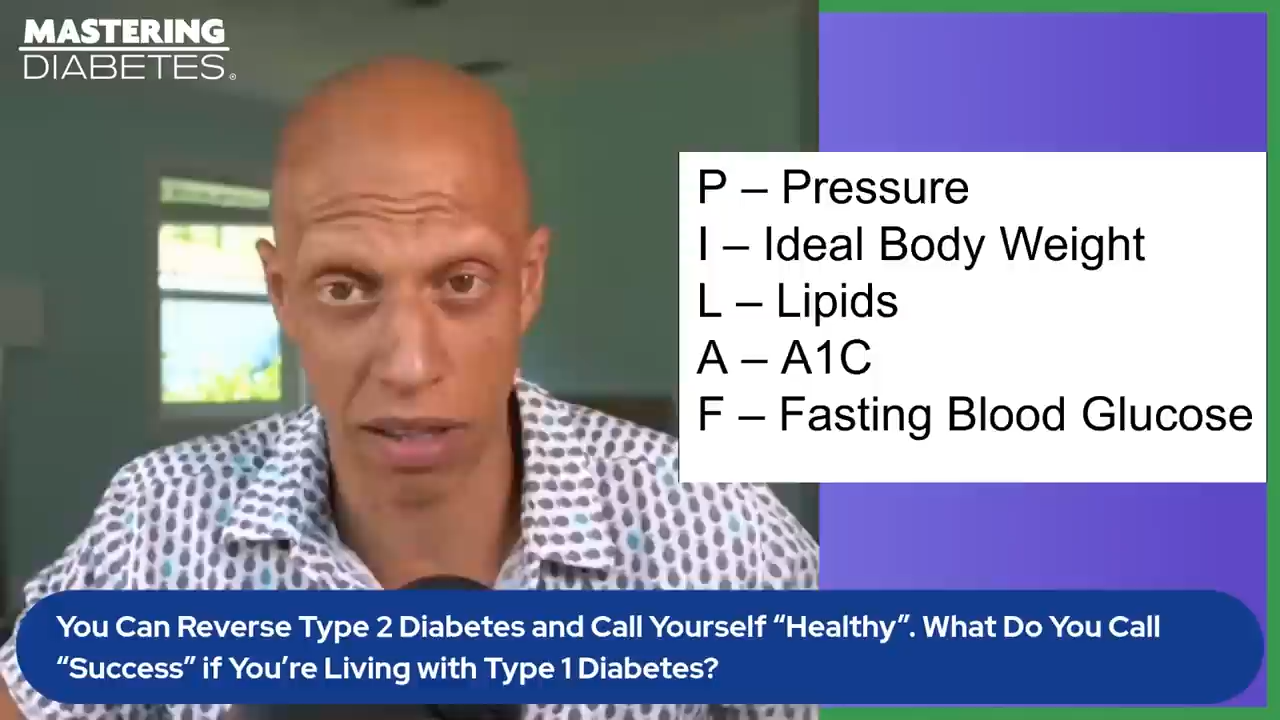 MASTERING
DIABETES®
P – Pressure
I – Ideal Body Weight
L – Lipids
A – A1C
F – Fasting Blood Glucose
You Can Reverse Type 2 Diabetes and Call Yourself “Healthy”. What Do You Call
“Success” if You’re Living with Type 1 Diabetes?